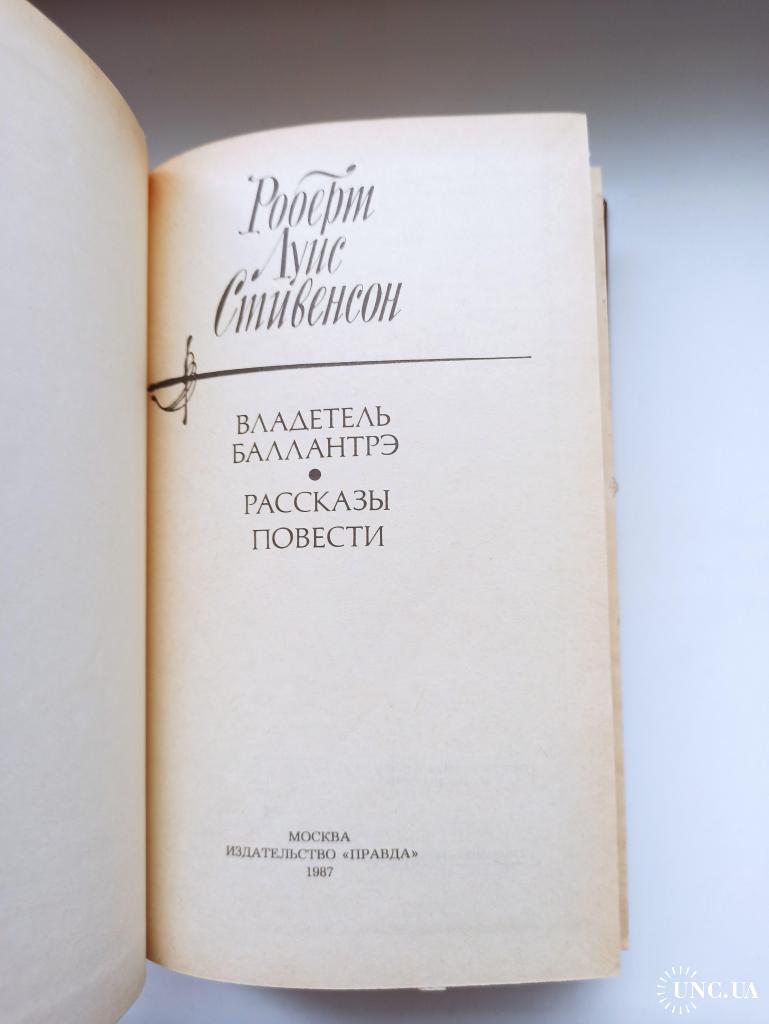 Роберт
Луис
Стивенсон
ВЛАДЕТЕЛЬ
БАЛЛАНТРЭ
•
РАССКАЗЫ
ПОВЕСТИ
МОСКВА
ИЗДАТЕЛЬСТВО «ПРАВДА»
1987
UNC.UA